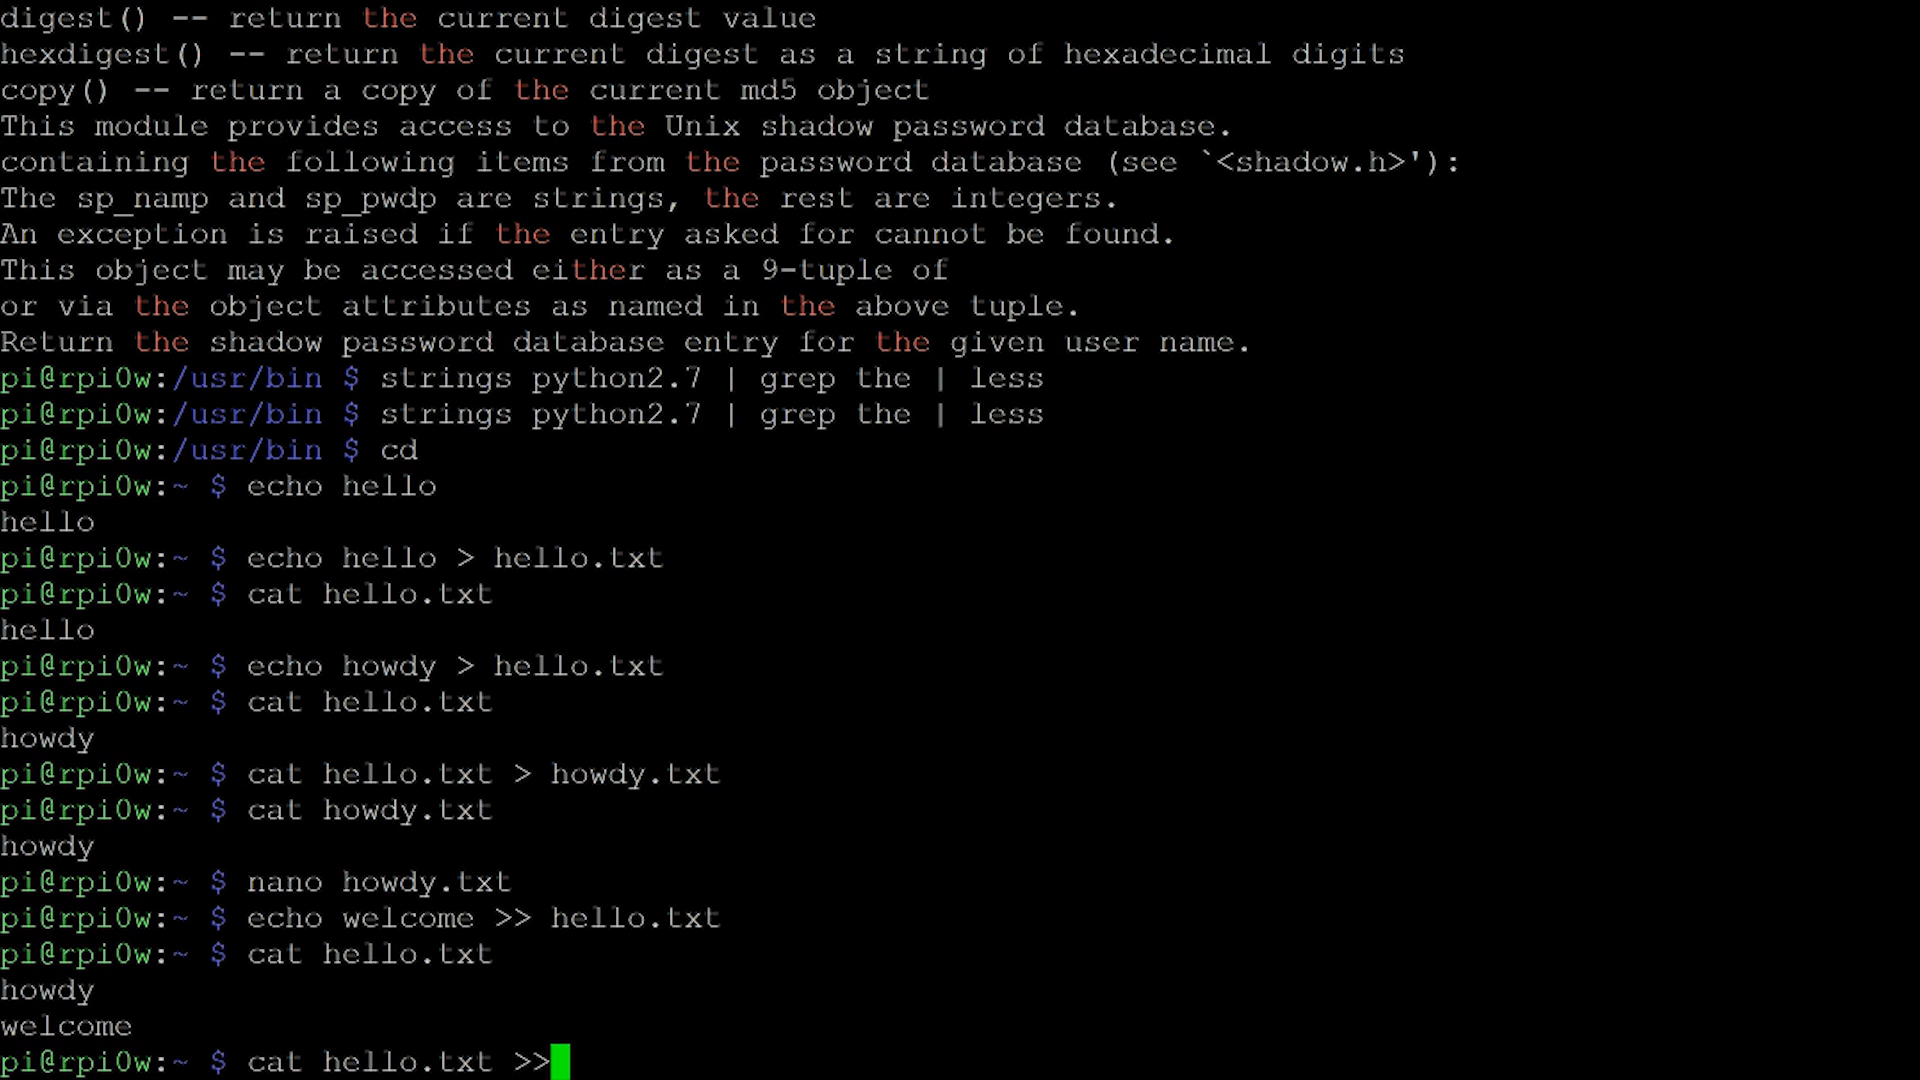 digest() -- return the current digest value
hexdigest() -- return the current digest as a string of hexadecimal digits
copy() -- return a copy of the current md5 object
This module provides access to the Unix shadow password database.
containing the following items from the password database (see `<shadow.h>'):
The sp_namp and sp_pwdp are strings, the rest are integers.
An exception is raised if the entry asked for cannot be found.
This object may be accessed either as a 9-tuple of
or via the object attributes as named in the above tuple.
Return the shadow password database entry for the given user name.
pi@rpi0w:/usr/bin $ strings python2.7 | grep the | less
pi@rpi0w:/usr/bin $ strings python2.7 | grep the | less
pi@rpi0w:/usr/bin $ cd
pi@rpi0w:~ $ echo hello
hello
pi@rpi0w:~ $ echo hello > hello.txt
pi@rpi0w:~ $ cat hello.txt
hello
pi@rpi0w:~ $ echo howdy > hello.txt
pi@rpi0w:~ $ cat hello.txt
howdy
pi@rpi0w:~ $ cat hello.txt > howdy.txt
pi@rpi0w:~ $ cat howdy.txt
howdy
pi@rpi0w:~ $ nano howdy.txt
pi@rpi0w:~ $ echo welcome >> hello.txt
pi@rpi0w:~ $ cat hello.txt
howdy
welcome
pi@rpi0w:~ $ cat hello.txt >>